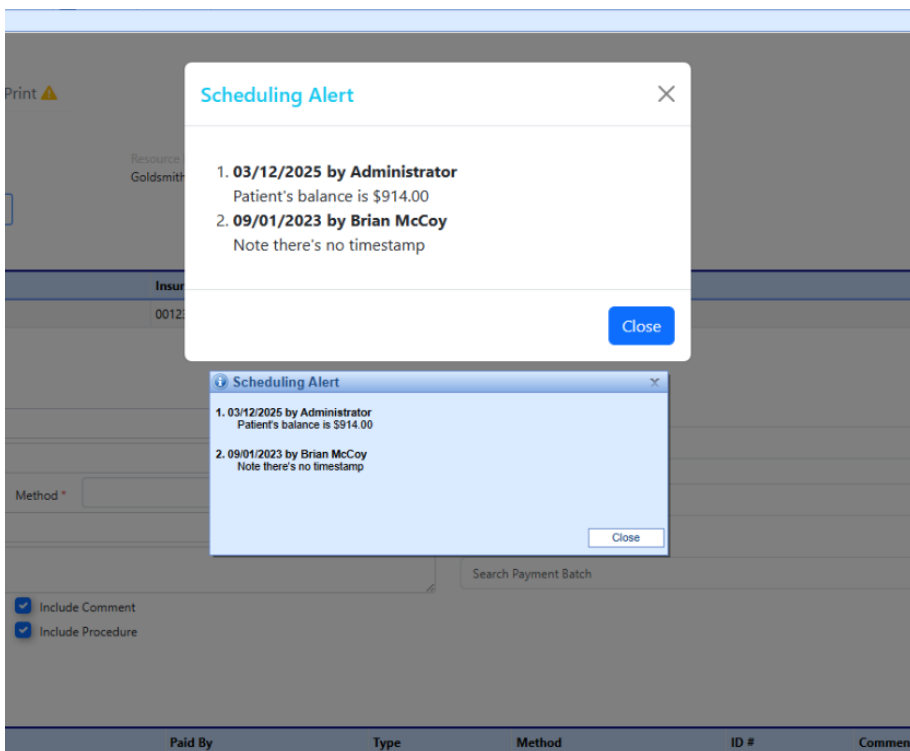 Print
Scheduling Alert
Resource
Goldsmith
1. 03/12/2025 by Administrator
Patient's balance is $914.00
2. 09/01/2023 by Brian McCoy
Note there's no timestamp
Insur
0012
Close
Scheduling Alert
1. 03/12/2025 by Administrator
Patient's balance is $914.00
2. 09/01/2023 by Brian McCoy
Note there's no timestamp
Method *
Close
Search Payment Batch
Include Comment
Include Procedure
Paid By Type Method ID # Commen